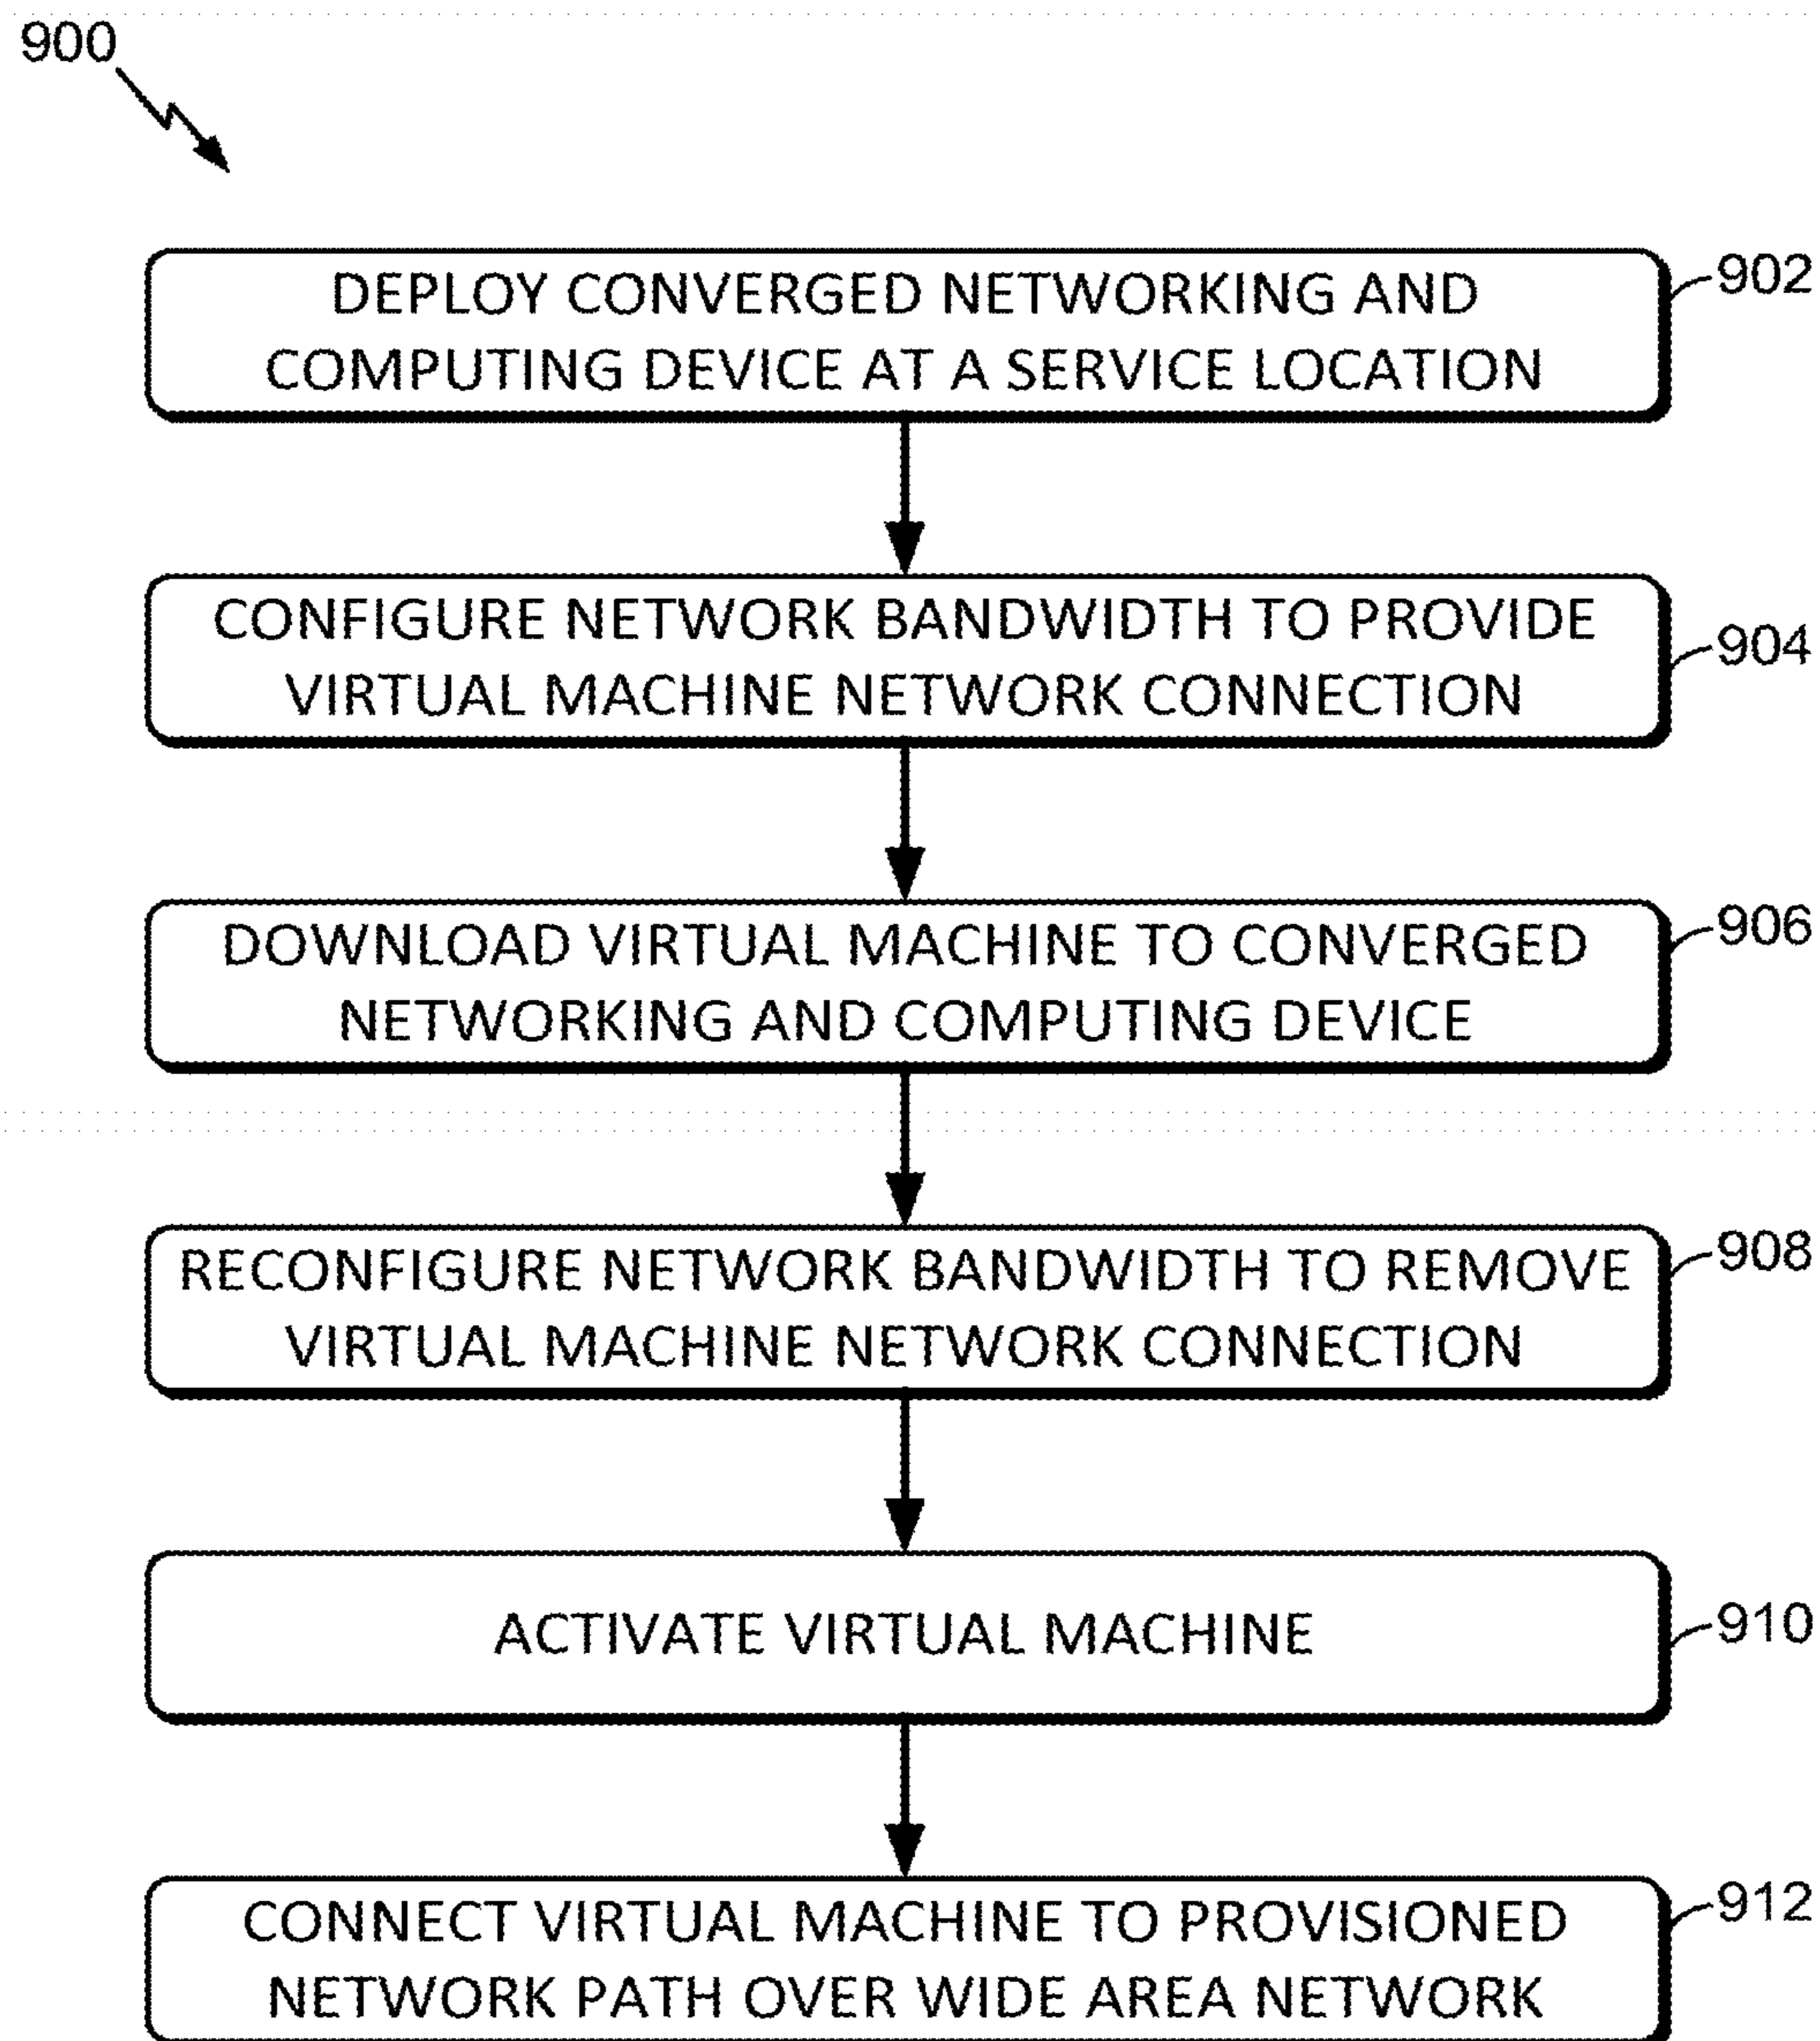 900
DEPLOY CONVERGED NETWORKING AND
COMPUTING DEVICE AT A SERVICE LOCATION
902
CONFIGURE NETWORK BANDWIDTH TO PROVIDE
VIRTUAL MACHINE NETWORK CONNECTION
904
DOWNLOAD VIRTUAL MACHINE TO CONVERGED
NETWORKING AND COMPUTING DEVICE
906
RECONFIGURE NETWORK BANDWIDTH TO REMOVE
VIRTUAL MACHINE NETWORK CONNECTION
908
ACTIVATE VIRTUAL MACHINE
910
CONNECT VIRTUAL MACHINE TO PROVISIONED
NETWORK PATH OVER WIDE AREA NETWORK
912